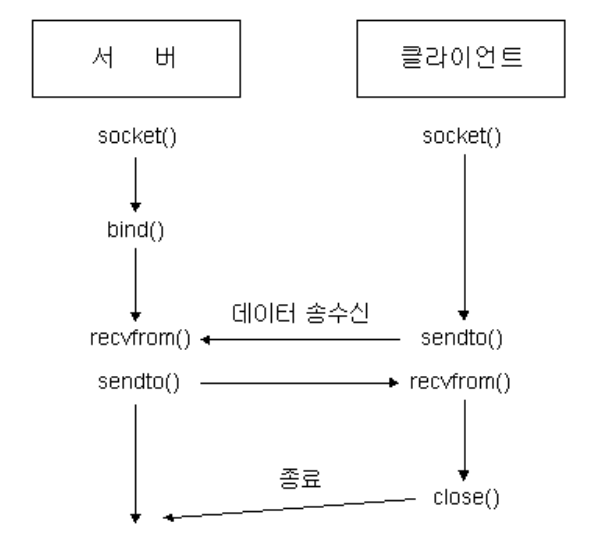 서 버
클라이언트
socket()
socket()
bind()
데이터 송수신
recvfrom()
sendto()
sendto()
recvfrom()
종료
close()